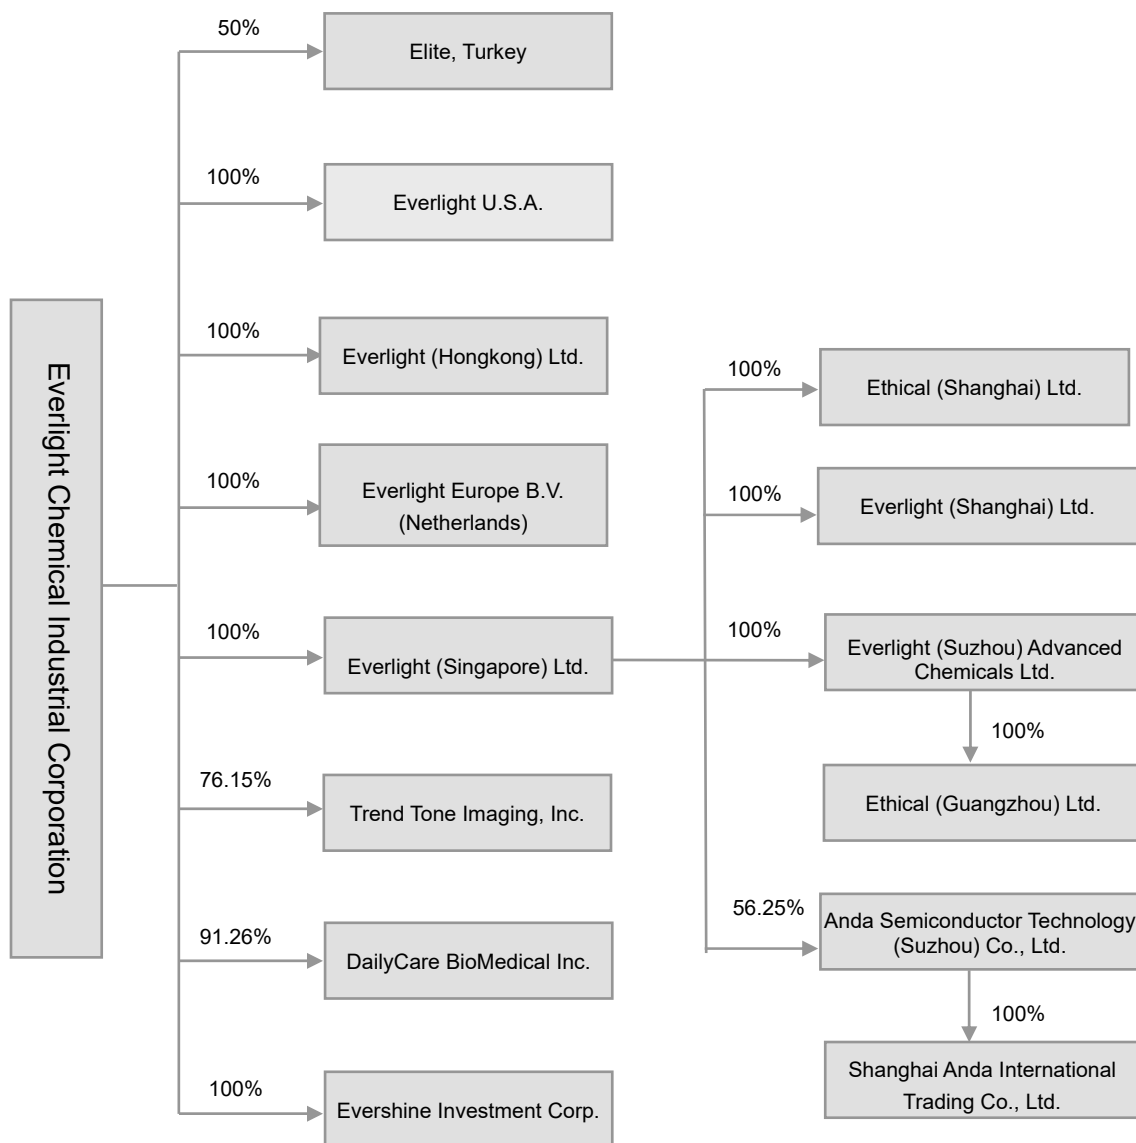 Everlight Chemical Industrial Corporation
50%
Elite, Turkey
100%
Everlight U.S.A.
100%
Everlight (Hongkong) Ltd.
100%
Everlight Europe B.V.
(Netherlands)
100%
Everlight (Singapore) Ltd.
76.15%
Trend Tone Imaging, Inc.
91.26%
DailyCare BioMedical Inc.
100%
Evershine Investment Corp.
100%
Ethical (Shanghai) Ltd.
100%
Everlight (Shanghai) Ltd.
100%
Everlight (Suzhou) Advanced
Chemicals Ltd.
100%
Ethical (Guangzhou) Ltd.
56.25%
Anda Semiconductor Technology
(Suzhou) Co., Ltd.
100%
Shanghai Anda International
Trading Co., Ltd.